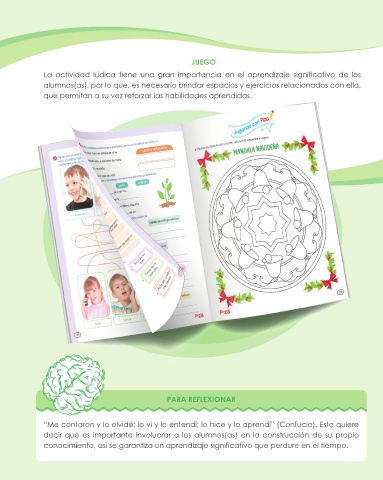 JUEGO
La actividad lúdica tiene una gran importancia en el aprendizaje significativo de los
alumnos(as), por lo que, es necesario brindar espacios y ejercicios relacionados con ella,
que permitan a su vez reforzar las habilidades aprendidas.
Jugando con Pizo
MANDALA NAVIDEÑA
PARA REFLEXIONAR
"Me contaron y lo olvidé; lo vi y lo entendí; lo hice y lo aprendí" (Confucio). Esto quiere
decir que es importante involucrar a los alumnos(as) en la construcción de su propio
conocimiento, así se garantiza un aprendizaje significativo que perdure en el tiempo.